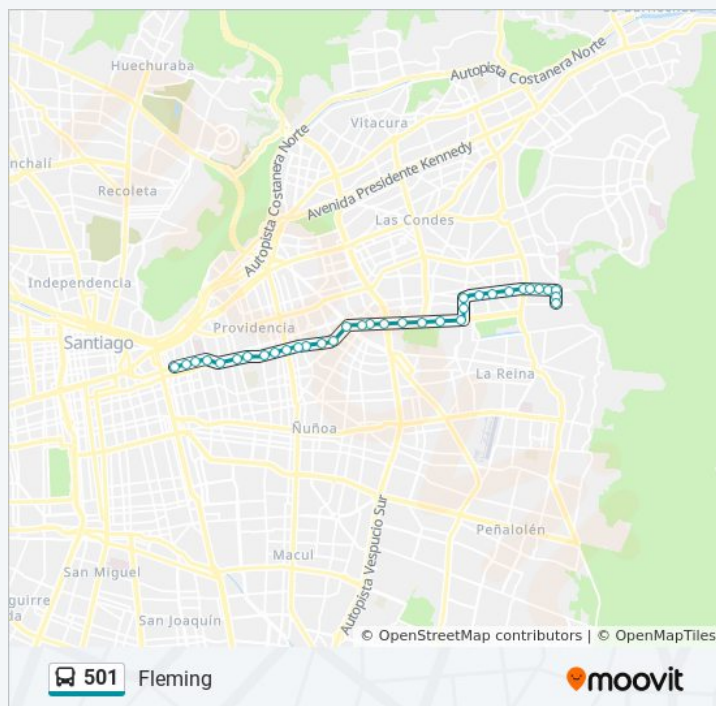 Huechuraba
Autopista Costanera Norte
Vitacura
Autopista Costanera Norte
nchalí
Recoleta
Avenida Presidente Kennedy
Las Condes
Independencia
Providencia
Santiago
La Reina
Ñuñoa
Autopista Vespucio Sur
Peñalolén
Macul
San Miguel
guirre
da
San Joaquín
© OpenStreetMap contributors | © OpenMapTiles
501 Fleming
moovit